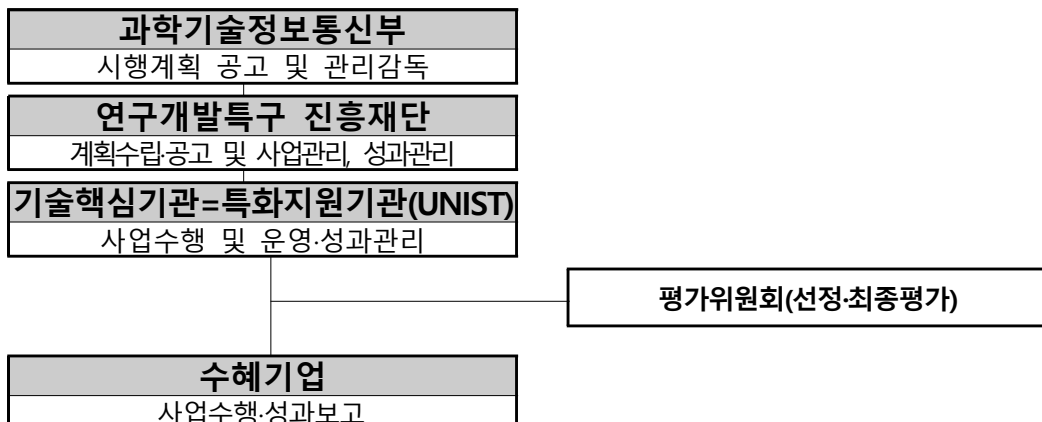 과학기술정보통신부
시행계획 공고 및 관리감독
연구개발특구 진흥재단
계획수립·공고 및 사업관리, 성과관리
기술핵심기관=특화지원기관(UNIST)
사업수행 및 운영·성과관리
평가위원회(선정·최종평가)
수혜기업
사업수행·성과보고